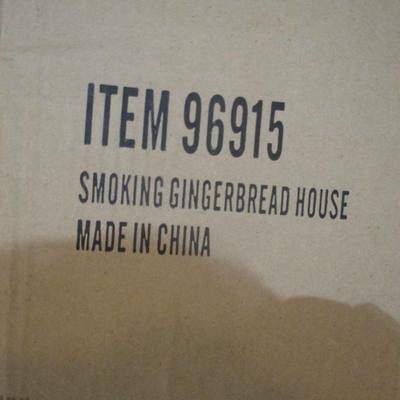 ITEM 96915
SMOKING GINGERBREAD HOUSE
MADE IN CHINA